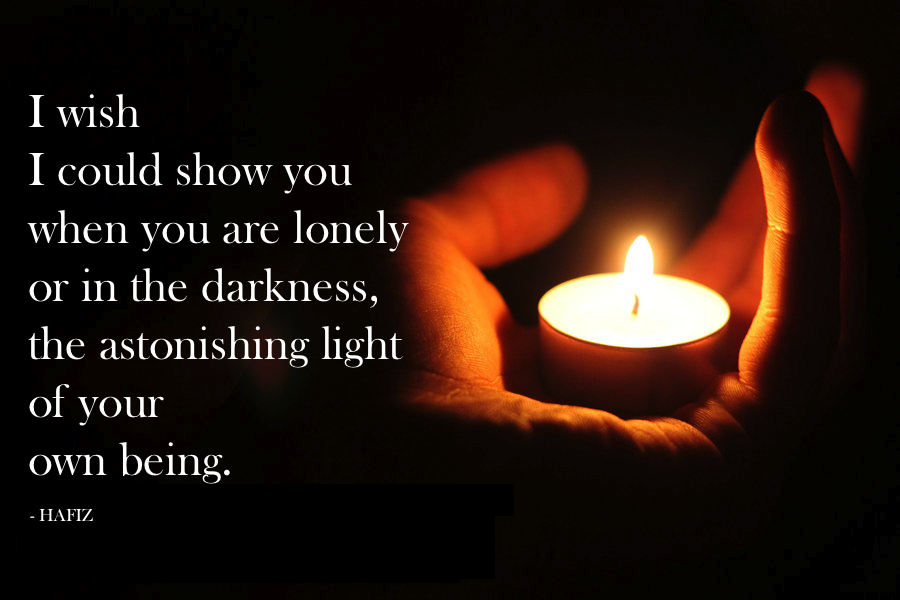 I wish
I could show you
when you are lonely
or in the darkness,
the astonishing light
of your
own being.
- HAFIZ